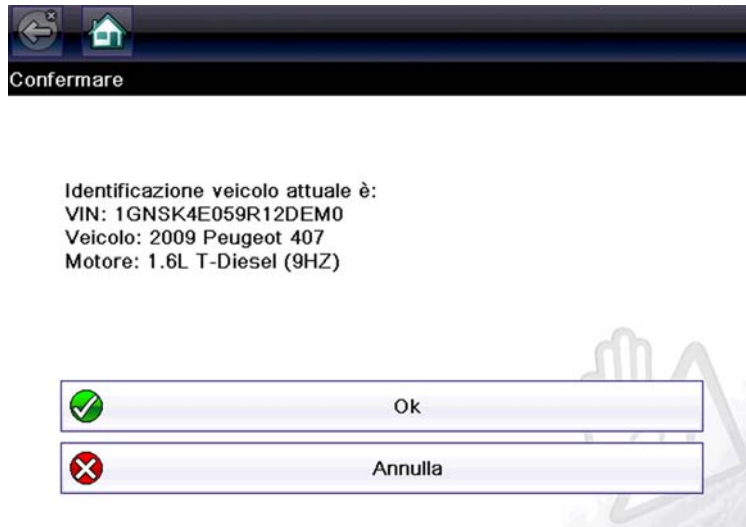 Confermare
Identificazione veicolo attuale è:
VIN: 1GNSK4E059R12DEM0
Veicolo: 2009 Peugeot 407
Motore: 1.6L T-Diesel (9HZ)
Ok
Annulla